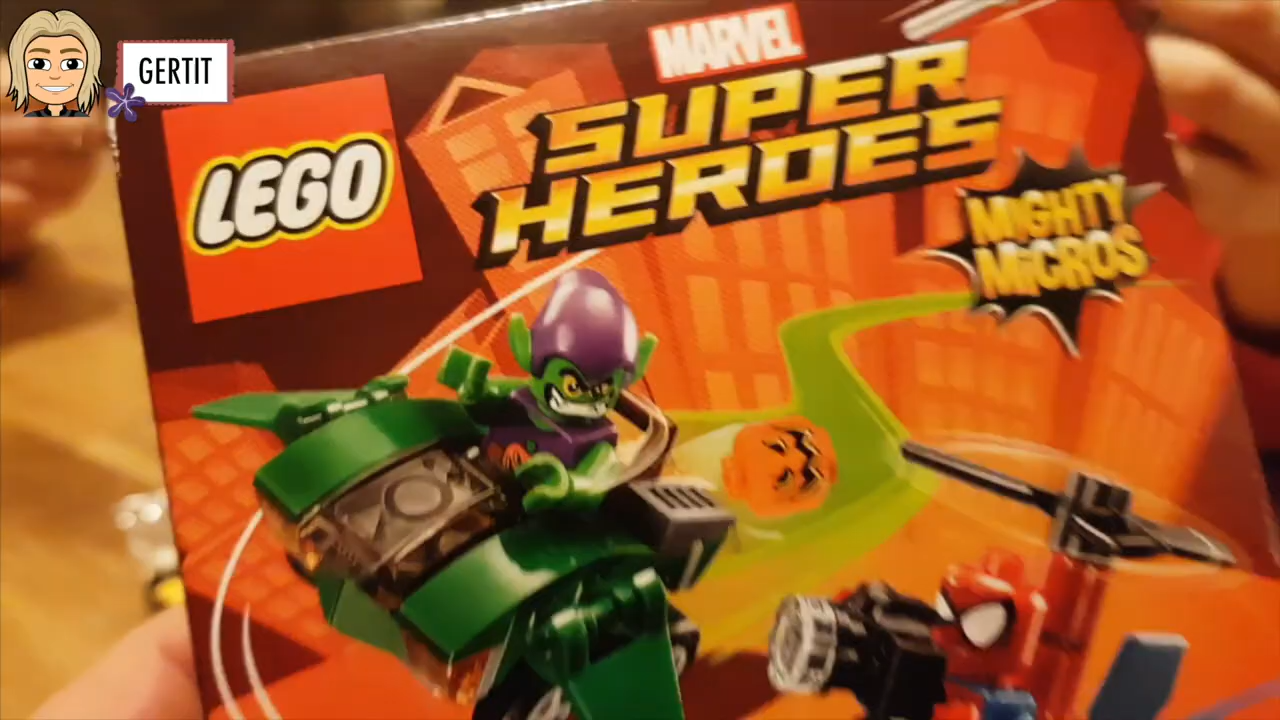 GERTIT
LEGO
MARVEL
SUPER
HEROES
MIGHTY
MiCROS